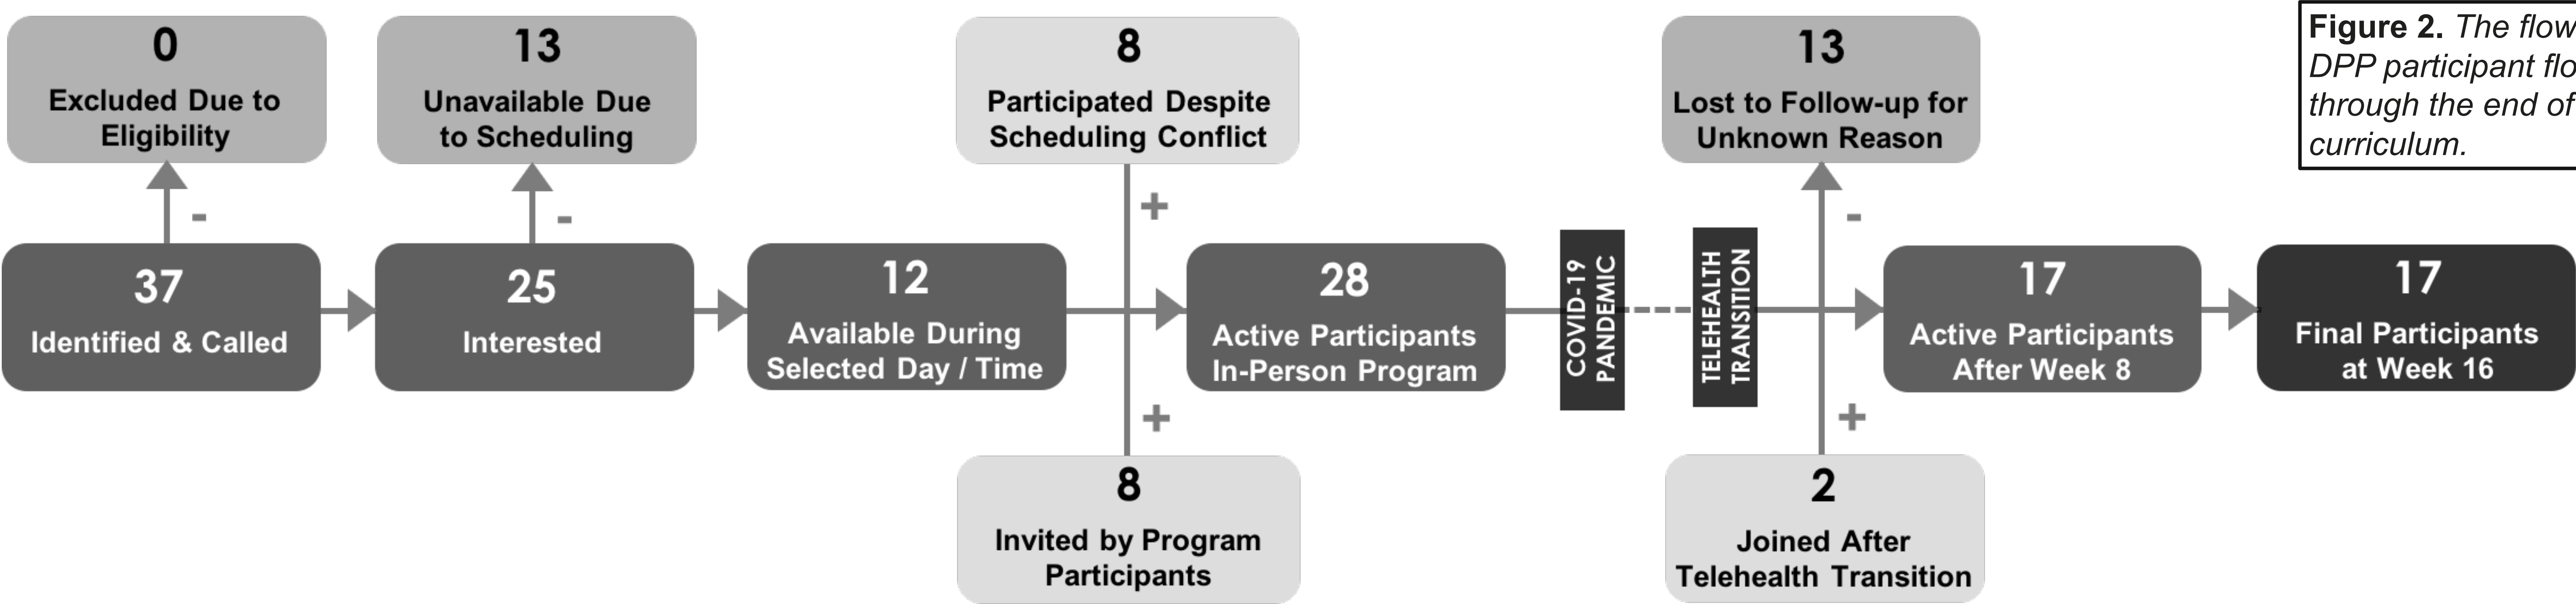 0
Excluded Due to
Eligibility
13
Unavailable Due
to Scheduling
8
Participated Despite
Scheduling Conflict
13
Lost to Follow-up for
Unknown Reason
Figure 2. The flow
DPP participant flo
through the end of
curriculum.
-
-
+
-
37
Identified & Called
25
Interested
12
Available During
Selected Day / Time
28
Active Participants
In-Person Program
COVID-19
PANDEMIC
TELEHEALTH
TRANSITION
17
Active Participants
After Week 8
17
Final Participants
at Week 16
+
+
8
Invited by Program
Participants
2
Joined After
Telehealth Transition